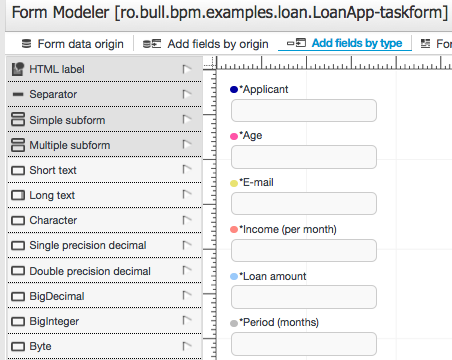 Form Modeler [ro.bull.bpm.examples.loan.LoanApp-taskform]
Form data origin Add fields by origin Add fields by type For
HTML label
Separator
Simple subform
Multiple subform
Short text
Long text
Character
Single precision decimal
Double precision decimal
BigDecimal
BigInteger
Byte
*Applicant
*Age
*E-mail
*Income (per month)
*Loan amount
*Period (months)